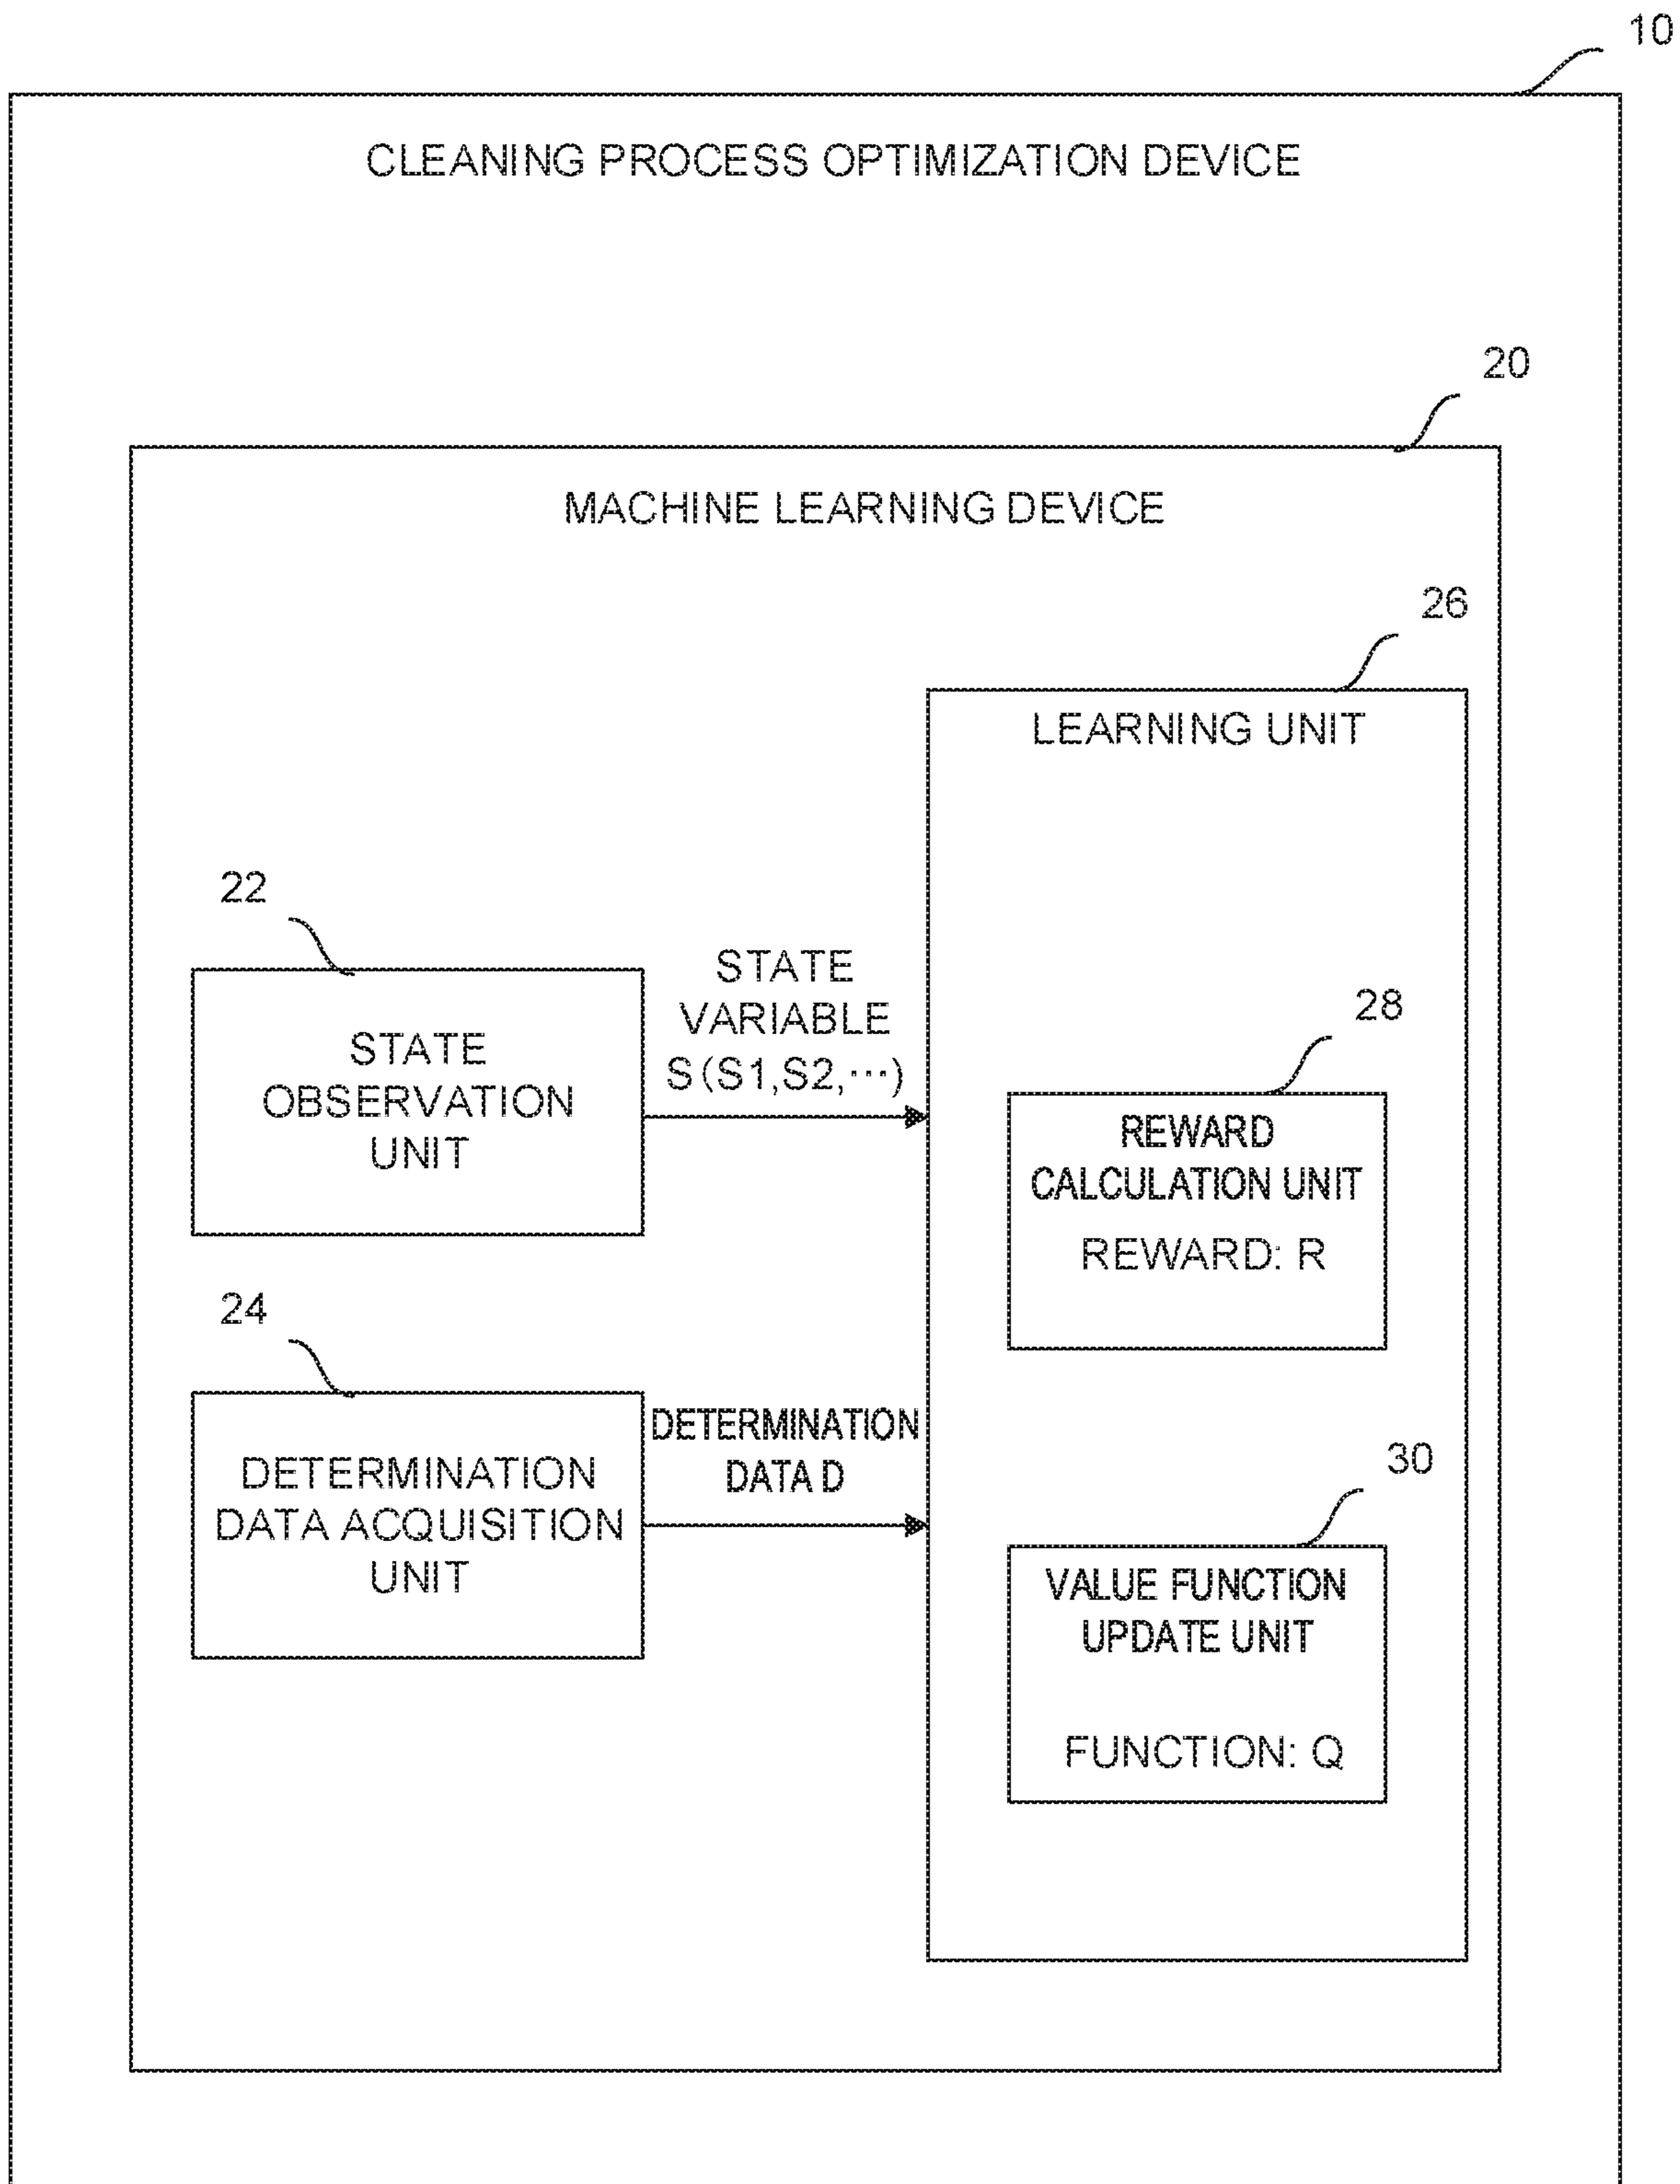 10
CLEANING PROCESS OPTIMIZATION DEVICE
20
MACHINE LEARNING DEVICE
26
LEARNING UNIT
22
STATE
OBSERVATION
UNIT
STATE
VARIABLE
S(S1,S2,⋯)
28
REWARD
CALCULATION UNIT
REWARD: R
24
DETERMINATION
DATA ACQUISITION
UNIT
DETERMINATION
DATA D
30
VALUE FUNCTION
UPDATE UNIT
FUNCTION: Q